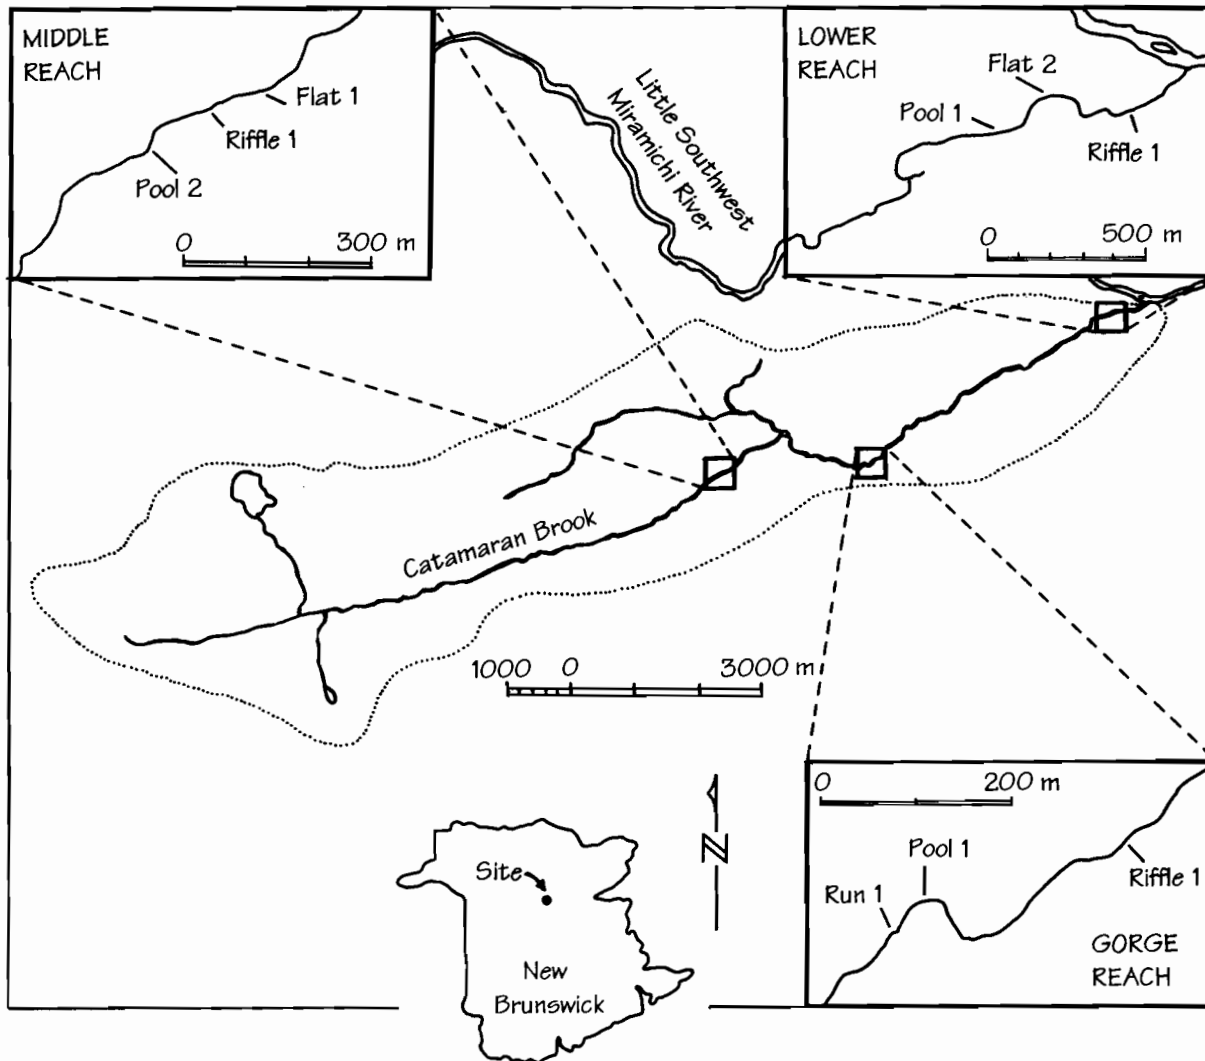 MIDDLE
REACH
Flat 1
Riffle 1
Pool 2
0 300 m
Little Southwest
Miramichi River
LOWER
REACH
Flat 2
Pool 1
Riffle 1
0 500 m
Catamaran Brook
1000 0 3000 m
N
Site
New
Brunswick
0 200 m
Pool 1
Run 1
Riffle 1
GORGE
REACH